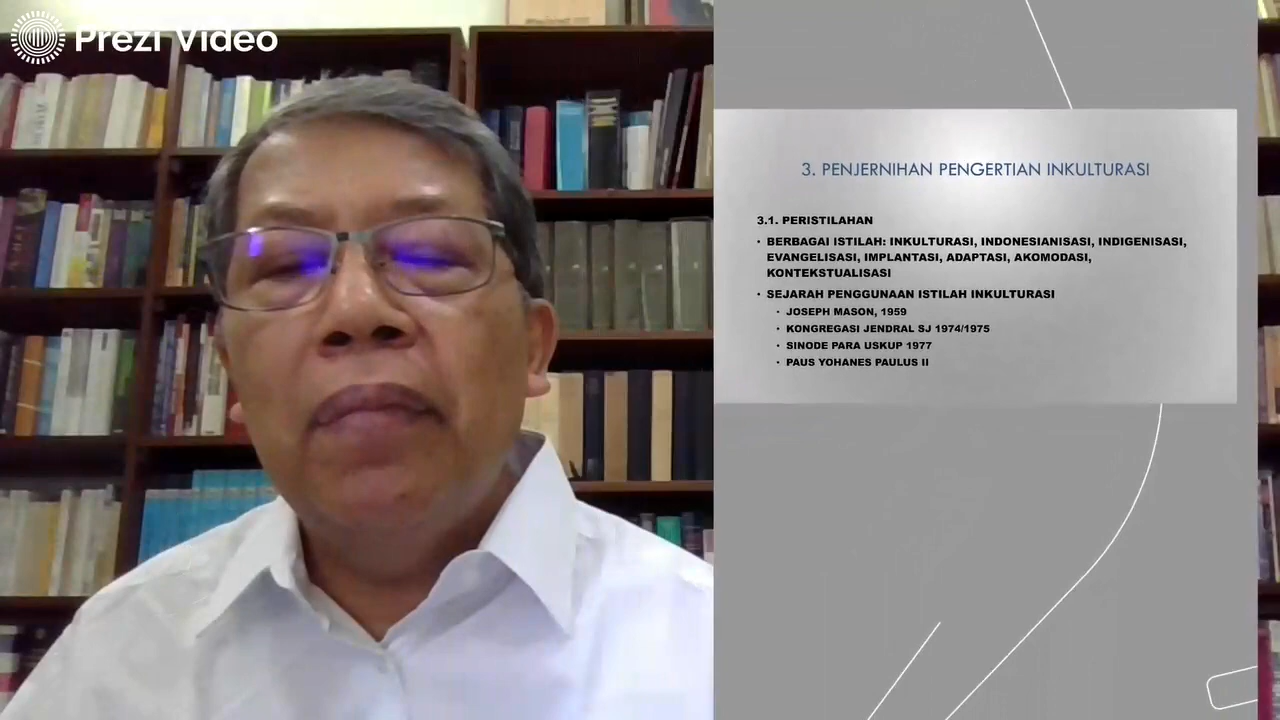 Prezi Video
3. PENJERNIHAN PENGERTIAN INKULTURASI
3.1. PERISTILAHAN
• BERBAGAI ISTILAH: INKULTURASI, INDONESIANISASI, INDIGENISASI,
EVANGELISASI, IMPLANTASI, ADAPTASI, AKOMODASI,
KONTEKSTUALISASI
• SEJARAH PENGGUNAAN ISTILAH INKULTURASI
• JOSEPH MASON, 1959
• KONGREGASI JENDRAL SJ 1974/1975
• SINODE PARA USKUP 1977
• PAUS YOHANES PAULUS II